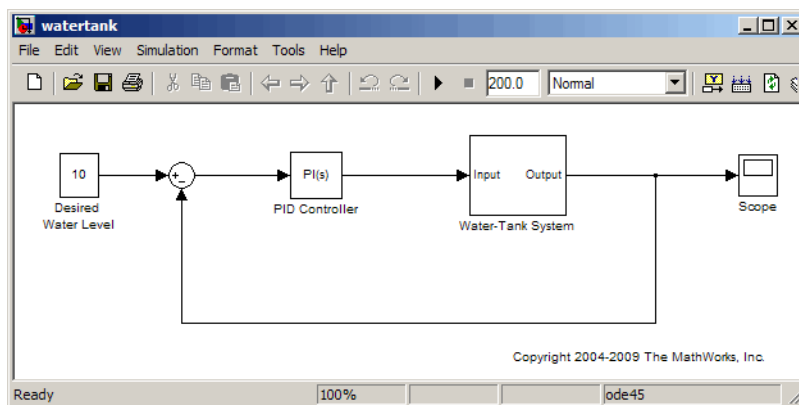 watertank
File Edit View Simulation Format Tools Help
200.0 Normal
10
Desired
Water Level
+
-
PI(s)
PID Controller
Input Output
Water-Tank System
Scope
Copyright 2004-2009 The MathWorks, Inc.
Ready 100% ode45